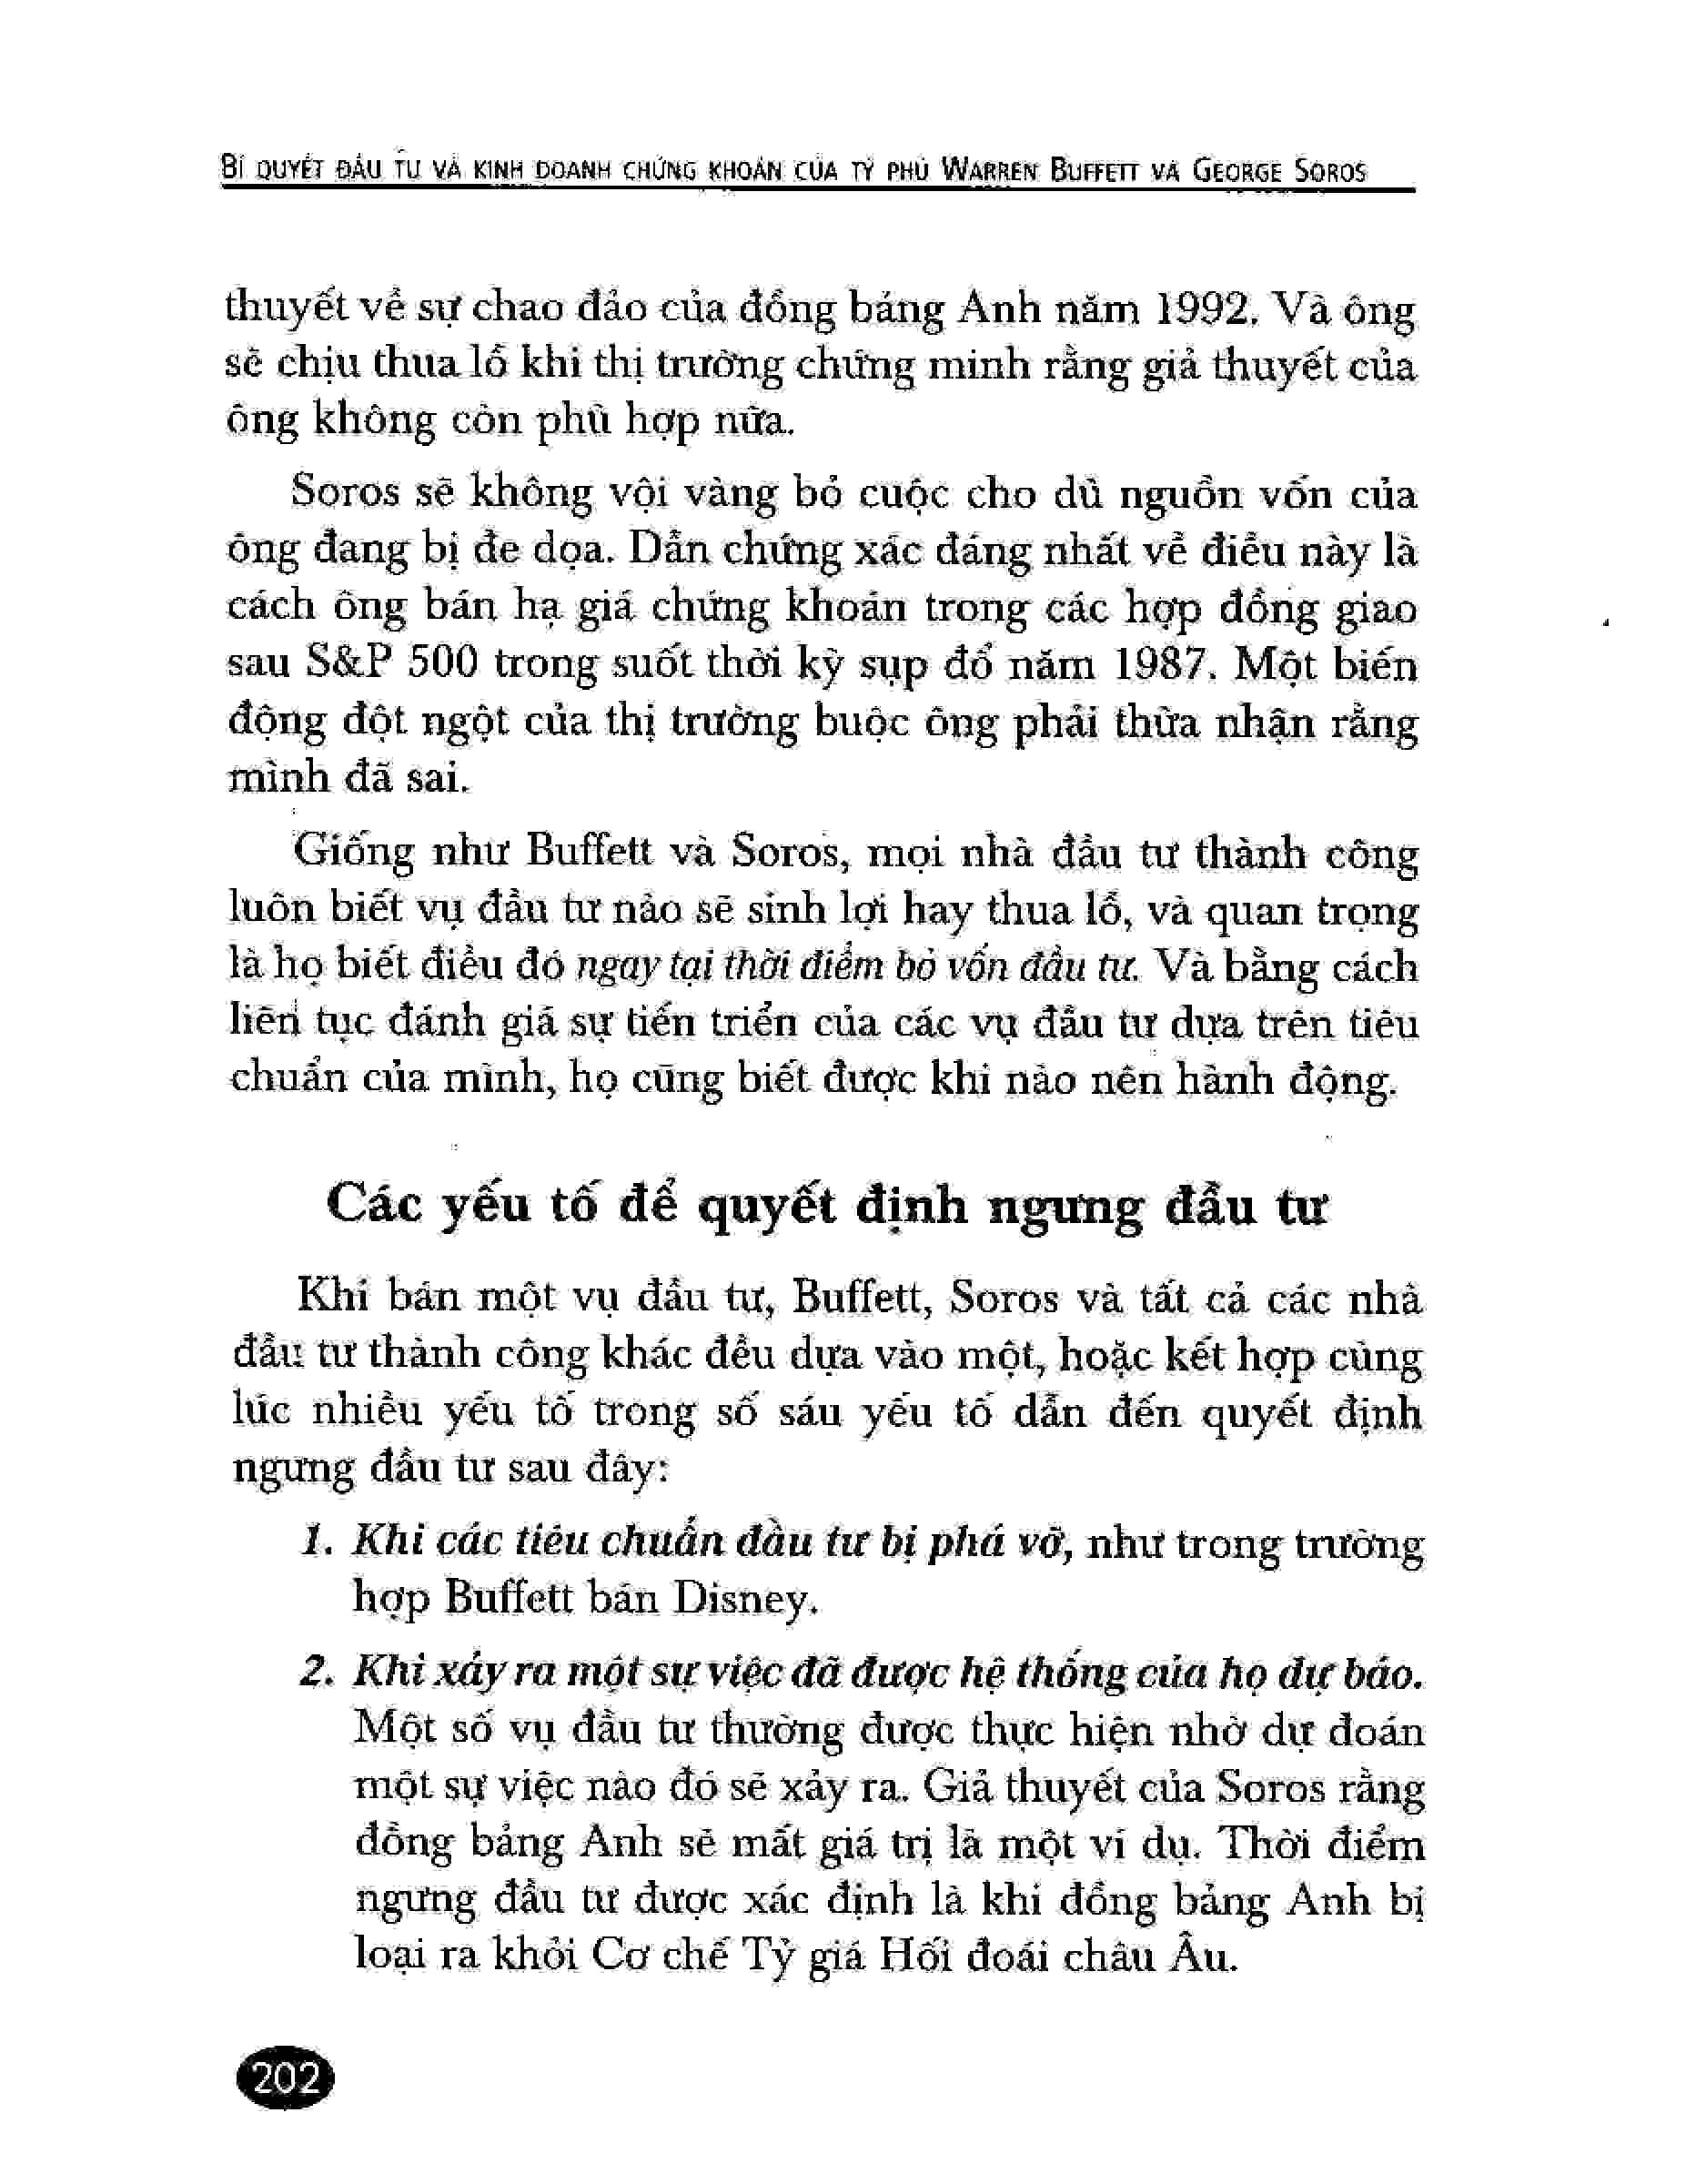 BÍ QUYẾT ĐẦU TƯ VÀ KINH DOANH CHỨNG KHOÁN CỦA TỶ PHÚ WARREN BUFFETT VÀ GEORGE SOROS
thuyết về sự chao đảo của đồng bảng Anh năm 1992. Và ông
sẽ chịu thua lỗ khi thị trường chứng minh rằng giả thuyết của
ông không còn phù hợp nữa.
Soros sẽ không vội vàng bỏ cuộc cho dù nguồn vốn của
ông đang bị đe dọa. Dẫn chứng xác đáng nhất về điều này là
cách ông bán hạ giá chứng khoán trong các hợp đồng giao
sau S&P 500 trong suốt thời kỳ sụp đổ năm 1987. Một biến
động đột ngột của thị trường buộc ông phải thừa nhận rằng
mình đã sai.
Giống như Buffett và Soros, mọi nhà đầu tư thành công
luôn biết vụ đầu tư nào sẽ sinh lợi hay thua lỗ, và quan trọng
là họ biết điều đó ngay tại thời điểm bỏ vốn đầu tư. Và bằng cách
liên tục đánh giá sự tiến triển của các vụ đầu tư dựa trên tiêu
chuẩn của mình, họ cũng biết được khi nào nên hành động.
Các yếu tố để quyết định ngưng đầu tư
Khi bán một vụ đầu tư, Buffett, Soros và tất cả các nhà
đầu tư thành công khác đều dựa vào một, hoặc kết hợp cùng
lúc nhiều yếu tố trong số sáu yếu tố dẫn đến quyết định
ngưng đầu tư sau đây:
1. Khi các tiêu chuẩn đầu tư bị phá vỡ, như trong trường
hợp Buffett bán Disney.
2. Khi xảy ra một sự việc đã được hệ thống của họ dự báo.
Một số vụ đầu tư thường được thực hiện nhờ dự đoán
một sự việc nào đó sẽ xảy ra. Giả thuyết của Soros rằng
đồng bảng Anh sẽ mất giá trị là một ví dụ. Thời điểm
ngưng đầu tư được xác định là khi đồng bảng Anh bị
loại ra khỏi Cơ chế Tỷ giá Hối đoái châu Âu.
202